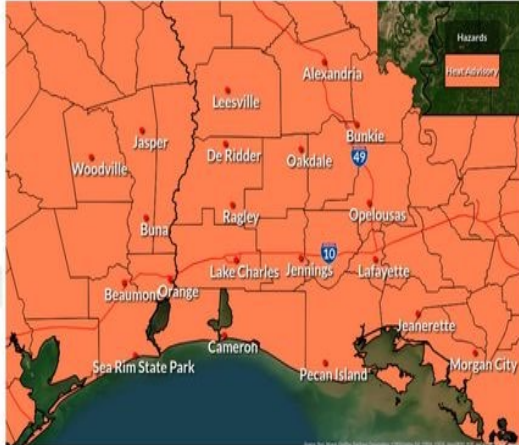 Hazards
Heat Advisory
Alexandria
Leesville
Bunkie
Jasper
De Ridder
Oakdale
49
Woodville
Ragley
Opelousas
Buna
10
Lake Charles
Jennings
Lafayette
Beaumont
Orange
Jeanerette
Cameron
Morgan City
Sea Rim State Park
Pecan Island